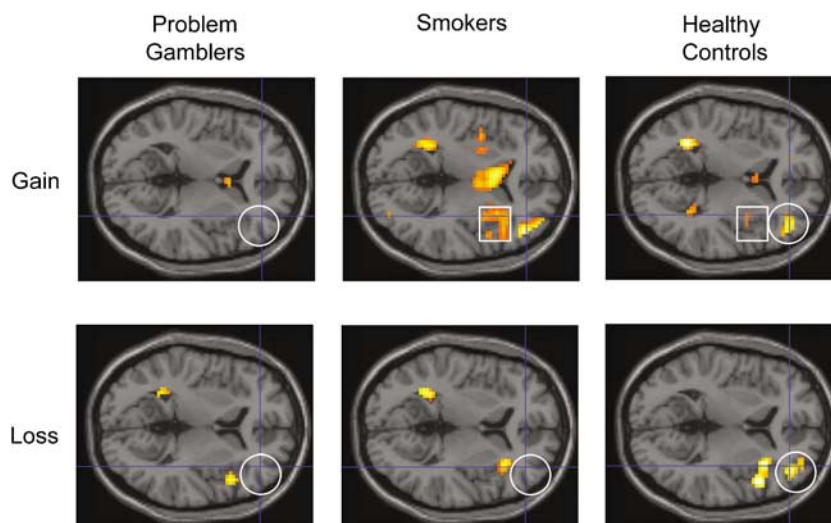 Problem
Gamblers
Smokers
Healthy
Controls
Gain
Loss